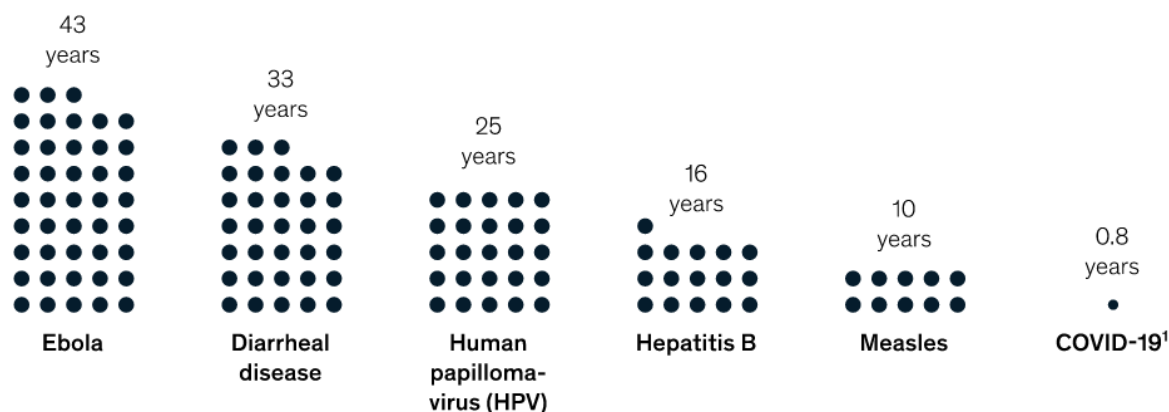 43
years
33
years
25
years
16
years
10
years
0.8
years
Ebola
Diarrheal
disease
Human
papilloma-
virus (HPV)
Hepatitis B
Measles
COVID-19¹